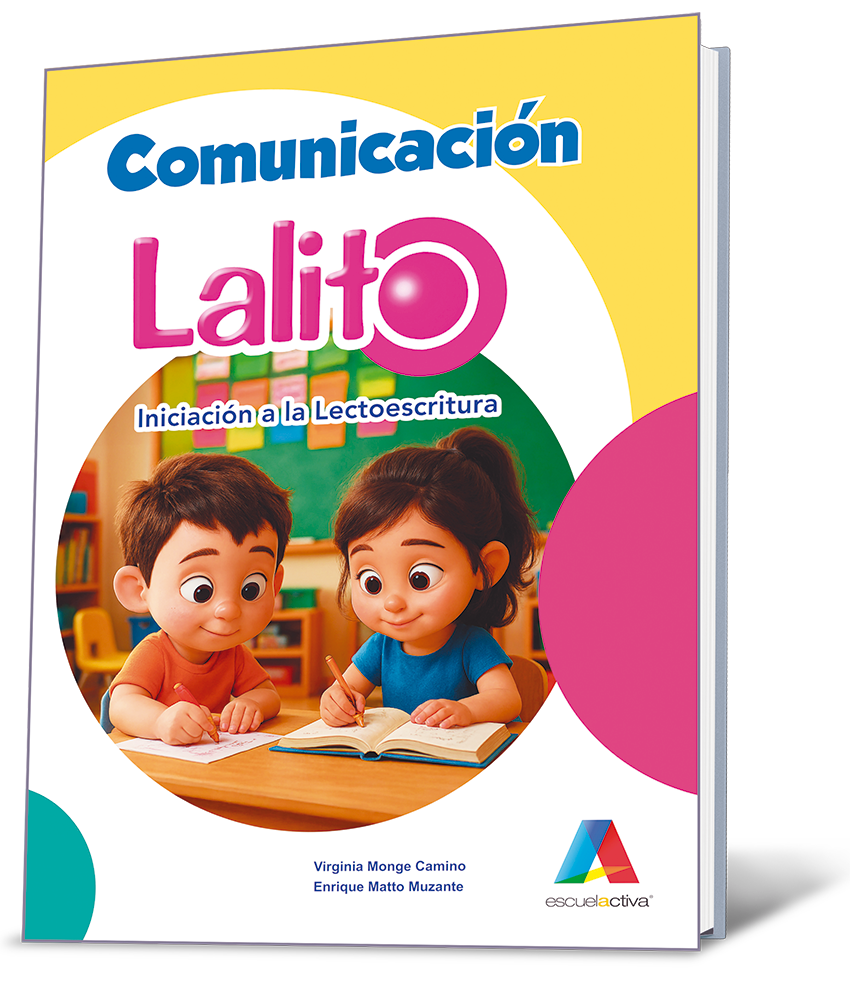 Comunicación
Lalito
Iniciación a la Lectoescritura
Virginia Monge Camino
Enrique Matto Muzante
escuelactiva®